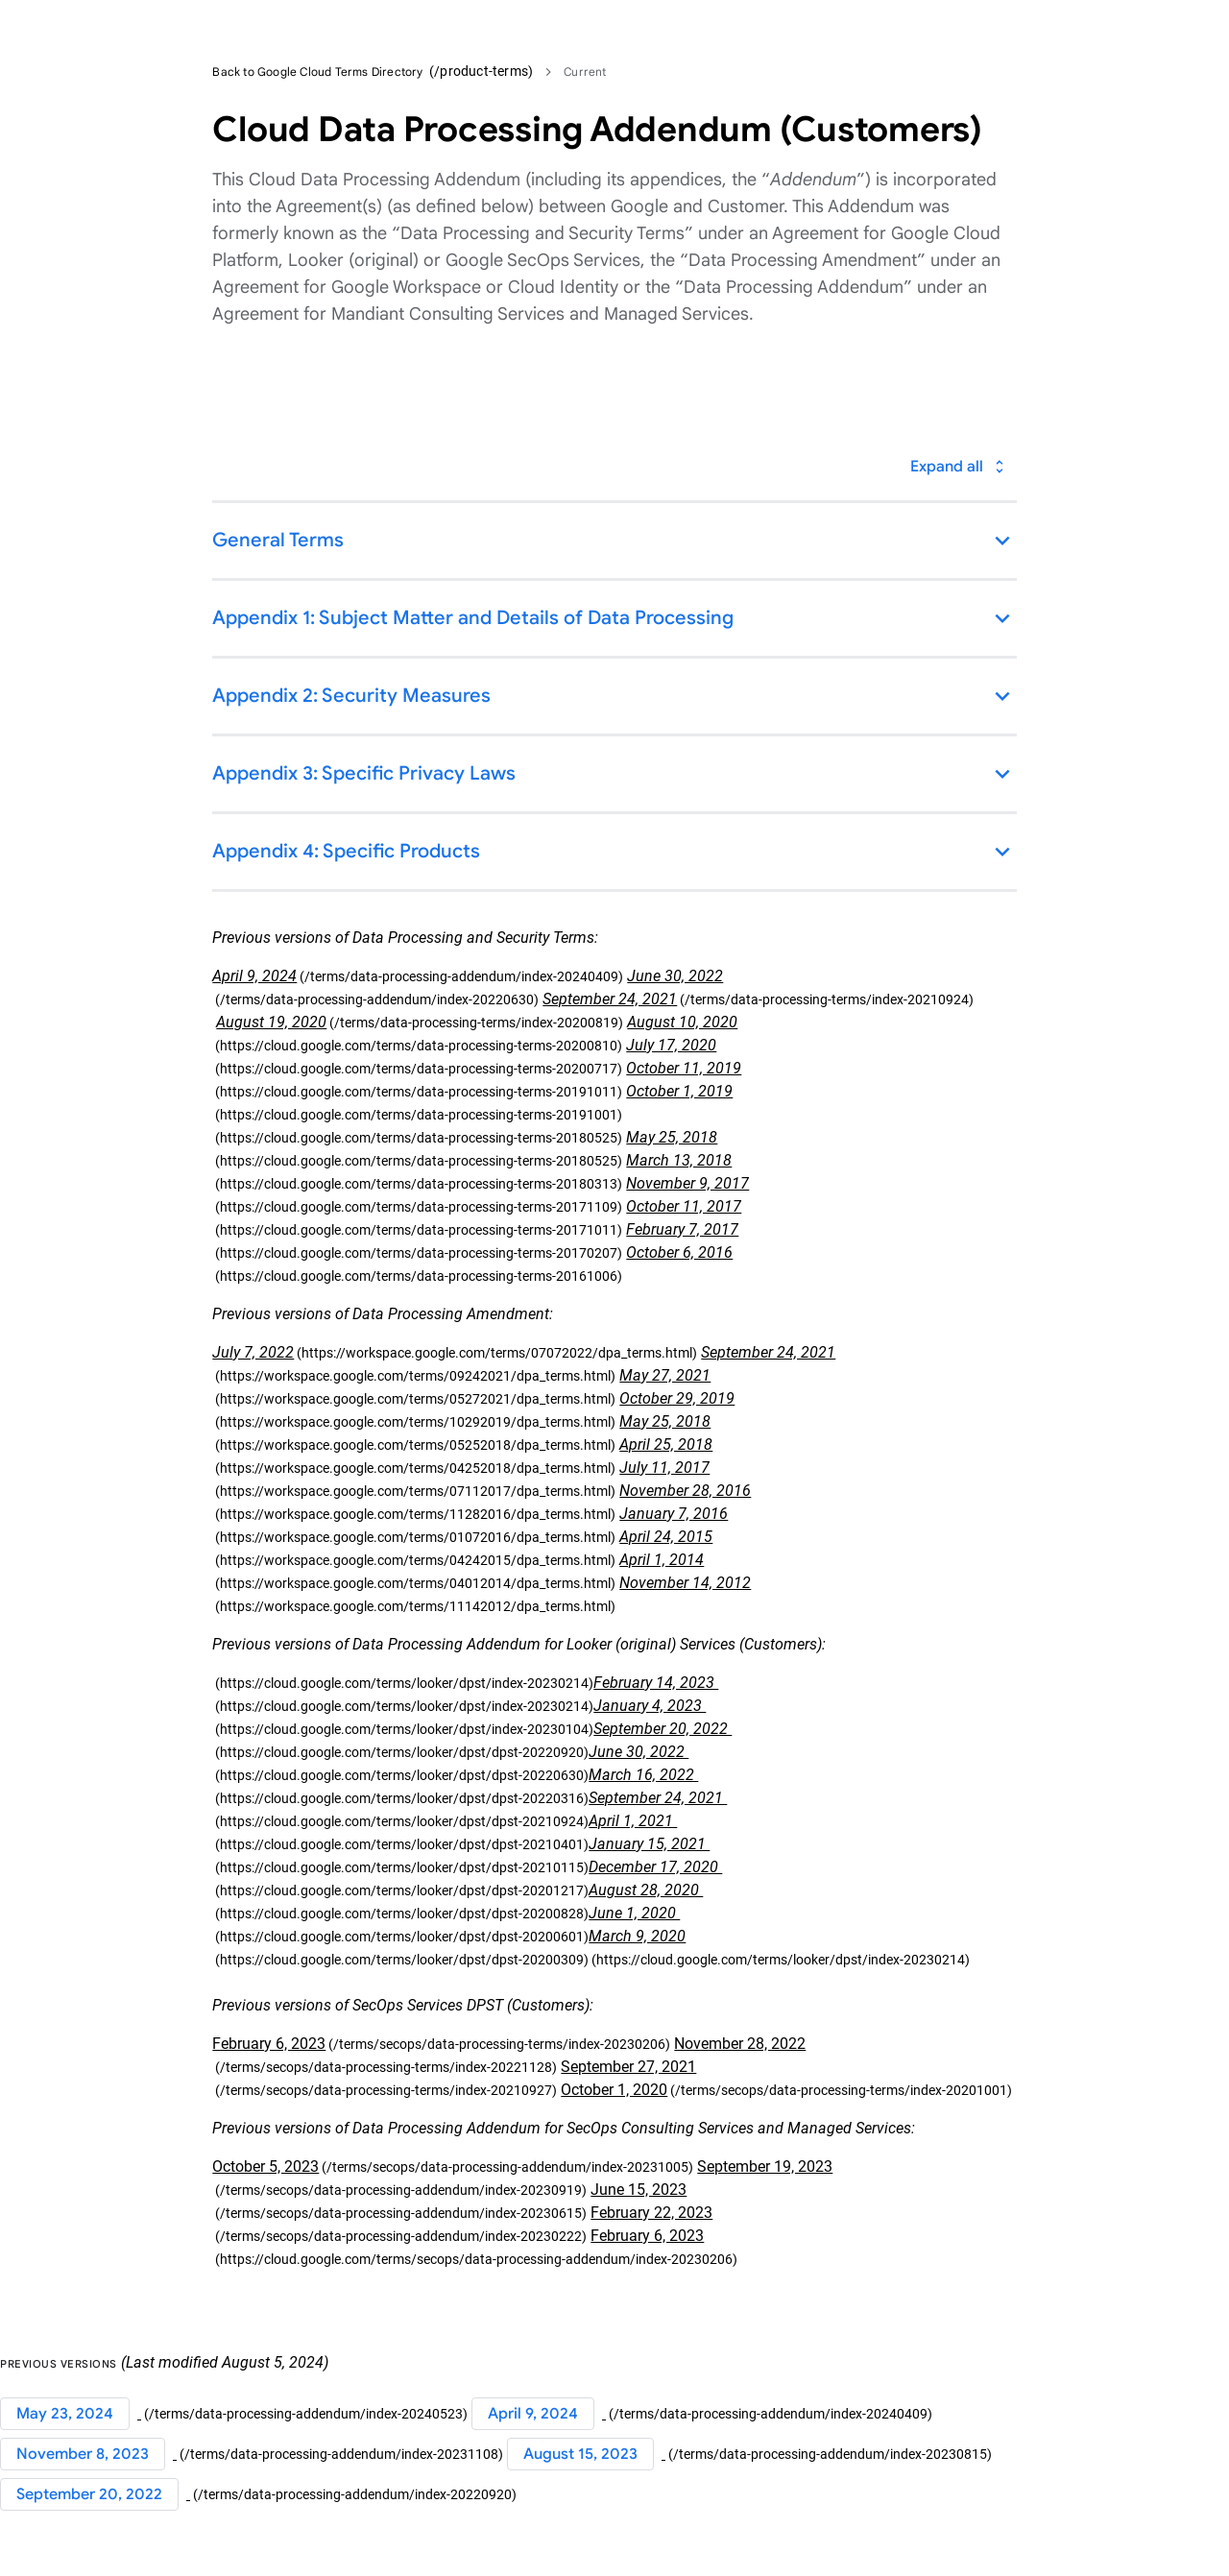 Back to Google Cloud Terms Directory (/product-terms) > Current
Cloud Data Processing Addendum (Customers)
This Cloud Data Processing Addendum (including its appendices, the “Addendum”) is incorporated
into the Agreement(s) (as defined below) between Google and Customer. This Addendum was
formerly known as the “Data Processing and Security Terms” under an Agreement for Google Cloud
Platform, Looker (original) or Google SecOps Services, the “Data Processing Amendment” under an
Agreement for Google Workspace or Cloud Identity or the “Data Processing Addendum” under an
Agreement for Mandiant Consulting Services and Managed Services.
Expand all
General Terms
Appendix 1: Subject Matter and Details of Data Processing
Appendix 2: Security Measures
Appendix 3: Specific Privacy Laws
Appendix 4: Specific Products
Previous versions of Data Processing and Security Terms:
April 9, 2024 (/terms/data-processing-addendum/index-20240409) June 30, 2022
(/terms/data-processing-addendum/index-20220630) September 24, 2021 (/terms/data-processing-terms/index-20210924)
August 19, 2020 (/terms/data-processing-terms/index-20200819) August 10, 2020
(https://cloud.google.com/terms/data-processing-terms-20200810) July 17, 2020
(https://cloud.google.com/terms/data-processing-terms-20200717) October 11, 2019
(https://cloud.google.com/terms/data-processing-terms-20191011) October 1, 2019
(https://cloud.google.com/terms/data-processing-terms-20191001)
(https://cloud.google.com/terms/data-processing-terms-20180525) May 25, 2018
(https://cloud.google.com/terms/data-processing-terms-20180525) March 13, 2018
(https://cloud.google.com/terms/data-processing-terms-20180313) November 9, 2017
(https://cloud.google.com/terms/data-processing-terms-20171109) October 11, 2017
(https://cloud.google.com/terms/data-processing-terms-20171011) February 7, 2017
(https://cloud.google.com/terms/data-processing-terms-20170207) October 6, 2016
(https://cloud.google.com/terms/data-processing-terms-20161006)
Previous versions of Data Processing Amendment:
July 7, 2022 (https://workspace.google.com/terms/07072022/dpa_terms.html) September 24, 2021
(https://workspace.google.com/terms/09242021/dpa_terms.html) May 27, 2021
(https://workspace.google.com/terms/05272021/dpa_terms.html) October 29, 2019
(https://workspace.google.com/terms/10292019/dpa_terms.html) May 25, 2018
(https://workspace.google.com/terms/05252018/dpa_terms.html) April 25, 2018
(https://workspace.google.com/terms/04252018/dpa_terms.html) July 11, 2017
(https://workspace.google.com/terms/07112017/dpa_terms.html) November 28, 2016
(https://workspace.google.com/terms/11282016/dpa_terms.html) January 7, 2016
(https://workspace.google.com/terms/01072016/dpa_terms.html) April 24, 2015
(https://workspace.google.com/terms/04242015/dpa_terms.html) April 1, 2014
(https://workspace.google.com/terms/04012014/dpa_terms.html) November 14, 2012
(https://workspace.google.com/terms/11142012/dpa_terms.html)
Previous versions of Data Processing Addendum for Looker (original) Services (Customers):
(https://cloud.google.com/terms/looker/dpst/index-20230214)February 14, 2023
(https://cloud.google.com/terms/looker/dpst/index-20230214)January 4, 2023
(https://cloud.google.com/terms/looker/dpst/index-20230104)September 20, 2022
(https://cloud.google.com/terms/looker/dpst/dpst-20220920)June 30, 2022
(https://cloud.google.com/terms/looker/dpst/dpst-20220630)March 16, 2022
(https://cloud.google.com/terms/looker/dpst/dpst-20220316)September 24, 2021
(https://cloud.google.com/terms/looker/dpst/dpst-20210924)April 1, 2021
(https://cloud.google.com/terms/looker/dpst/dpst-20210401)January 15, 2021
(https://cloud.google.com/terms/looker/dpst/dpst-20210115)December 17, 2020
(https://cloud.google.com/terms/looker/dpst/dpst-20201217)August 28, 2020
(https://cloud.google.com/terms/looker/dpst/dpst-20200828)June 1, 2020
(https://cloud.google.com/terms/looker/dpst/dpst-20200601)March 9, 2020
(https://cloud.google.com/terms/looker/dpst/dpst-20200309) (https://cloud.google.com/terms/looker/dpst/index-20230214)
Previous versions of SecOps Services DPST (Customers):
February 6, 2023 (/terms/secops/data-processing-terms/index-20230206) November 28, 2022
(/terms/secops/data-processing-terms/index-20221128) September 27, 2021
(/terms/secops/data-processing-terms/index-20210927) October 1, 2020 (/terms/secops/data-processing-terms/index-20201001)
Previous versions of Data Processing Addendum for SecOps Consulting Services and Managed Services:
October 5, 2023 (/terms/secops/data-processing-addendum/index-20231005) September 19, 2023
(/terms/secops/data-processing-addendum/index-20230919) June 15, 2023
(/terms/secops/data-processing-addendum/index-20230615) February 22, 2023
(/terms/secops/data-processing-addendum/index-20230222) February 6, 2023
(https://cloud.google.com/terms/secops/data-processing-addendum/index-20230206)
PREVIOUS VERSIONS (Last modified August 5, 2024)
May 23, 2024 (/terms/data-processing-addendum/index-20240523) April 9, 2024 (/terms/data-processing-addendum/index-20240409)
November 8, 2023 (/terms/data-processing-addendum/index-20231108) August 15, 2023 (/terms/data-processing-addendum/index-20230815)
September 20, 2022 (/terms/data-processing-addendum/index-20220920)